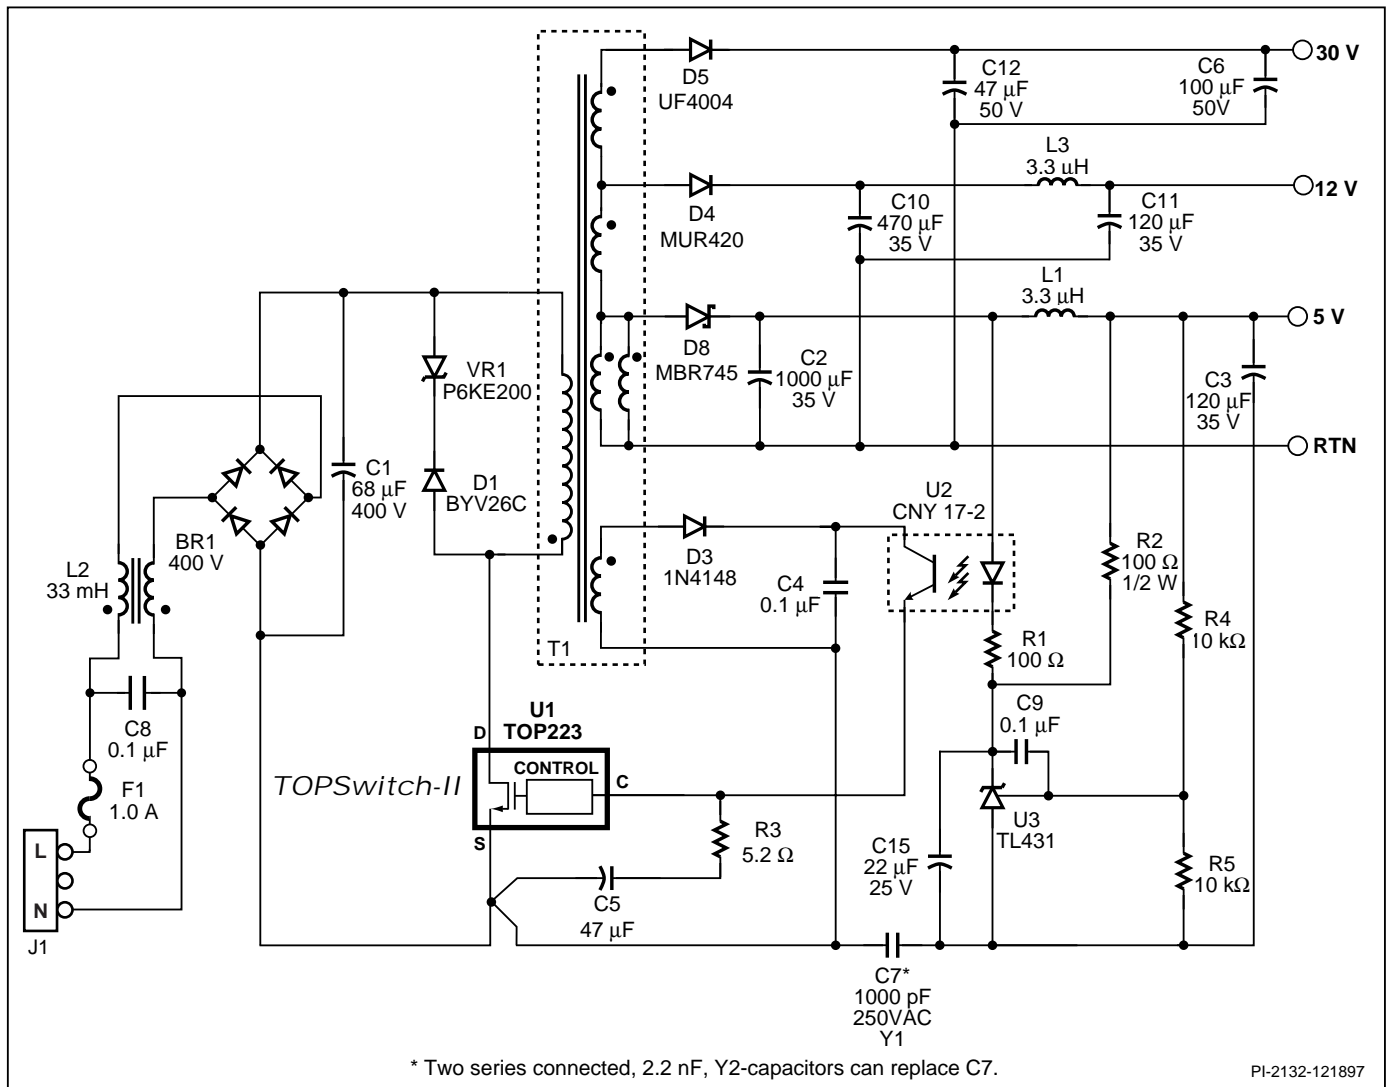 30 V
D5
UF4004
C12
47 µF
50 V
C6
100 µF
50V
L3
3.3 µH
12 V
D4
MUR420
C10
470 µF
35 V
C11
120 µF
35 V
L1
3.3 µH
5 V
D8
MBR745
C2
1000 µF
35 V
C3
120 µF
35 V
RTN
VR1
P6KE200
D1
BYV26C
C1
68 µF
400 V
BR1
400 V
L2
33 mH
C8
0.1 µF
F1
1.0 A
L
N
J1
T1
D3
1N4148
C4
0.1 µF
U2
CNY 17-2
R2
100 Ω
1/2 W
R4
10 kΩ
R1
100 Ω
C9
0.1 µF
U1
TOP223
D
CONTROL
C
S
TOPSwitch-II
R3
5.2 Ω
C5
47 µF
U3
TL431
C15
22 µF
25 V
R5
10 kΩ
C7*
1000 pF
250VAC
Y1
* Two series connected, 2.2 nF, Y2-capacitors can replace C7.
PI-2132-121897